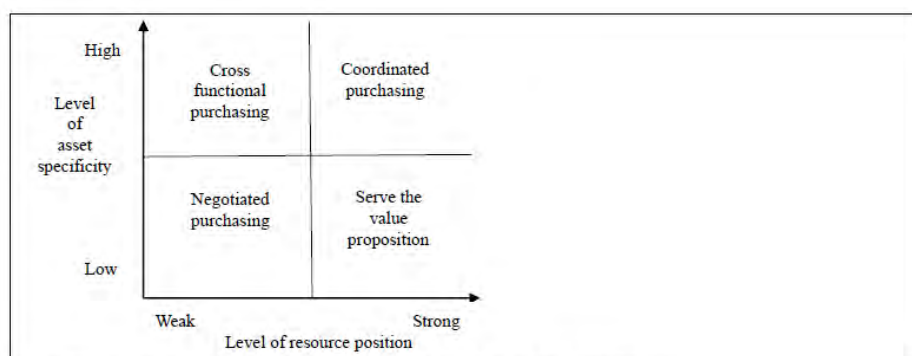 High
Level
of
asset
specificity
Low
Cross
functional
purchasing
Coordinated
purchasing
Negotiated
purchasing
Serve the
value
proposition
Weak
Strong
Level of resource position